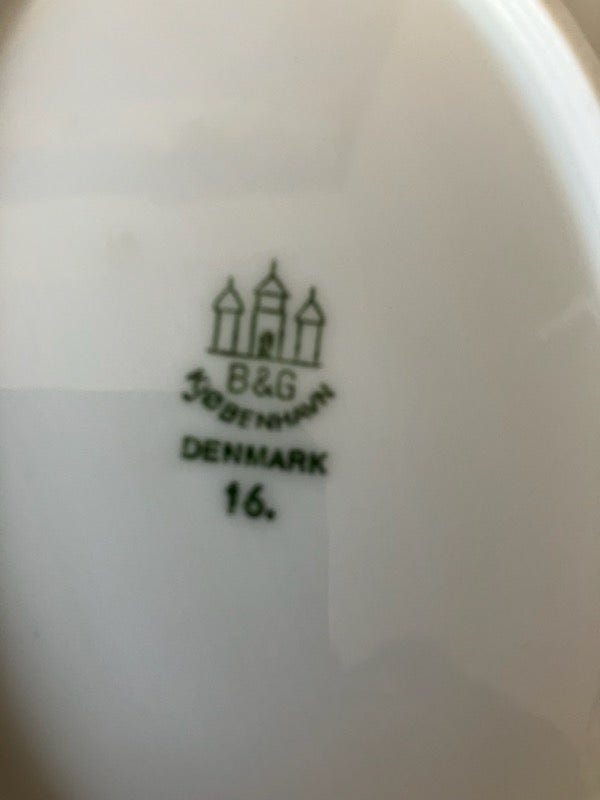 B&G
KJØBENHAVN
DENMARK
16.